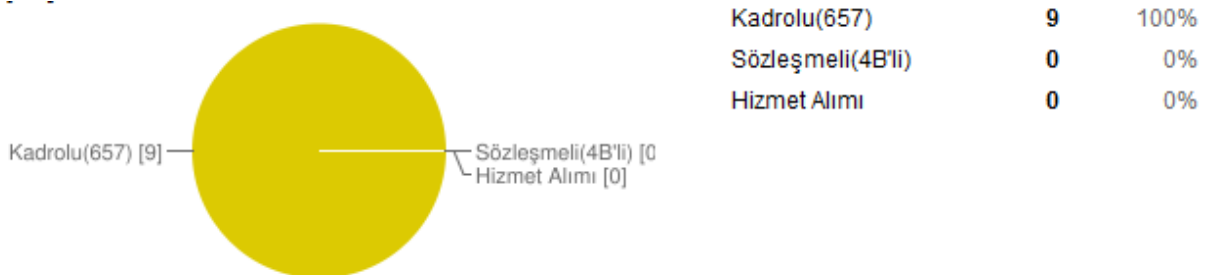 Kadrolu(657) 9 100%
Sözleşmeli(4B'li) 0 0%
Hizmet Alımı 0 0%
Kadrolu(657) [9]
Sözleşmeli(4B'li) [0
Hizmet Alımı [0]